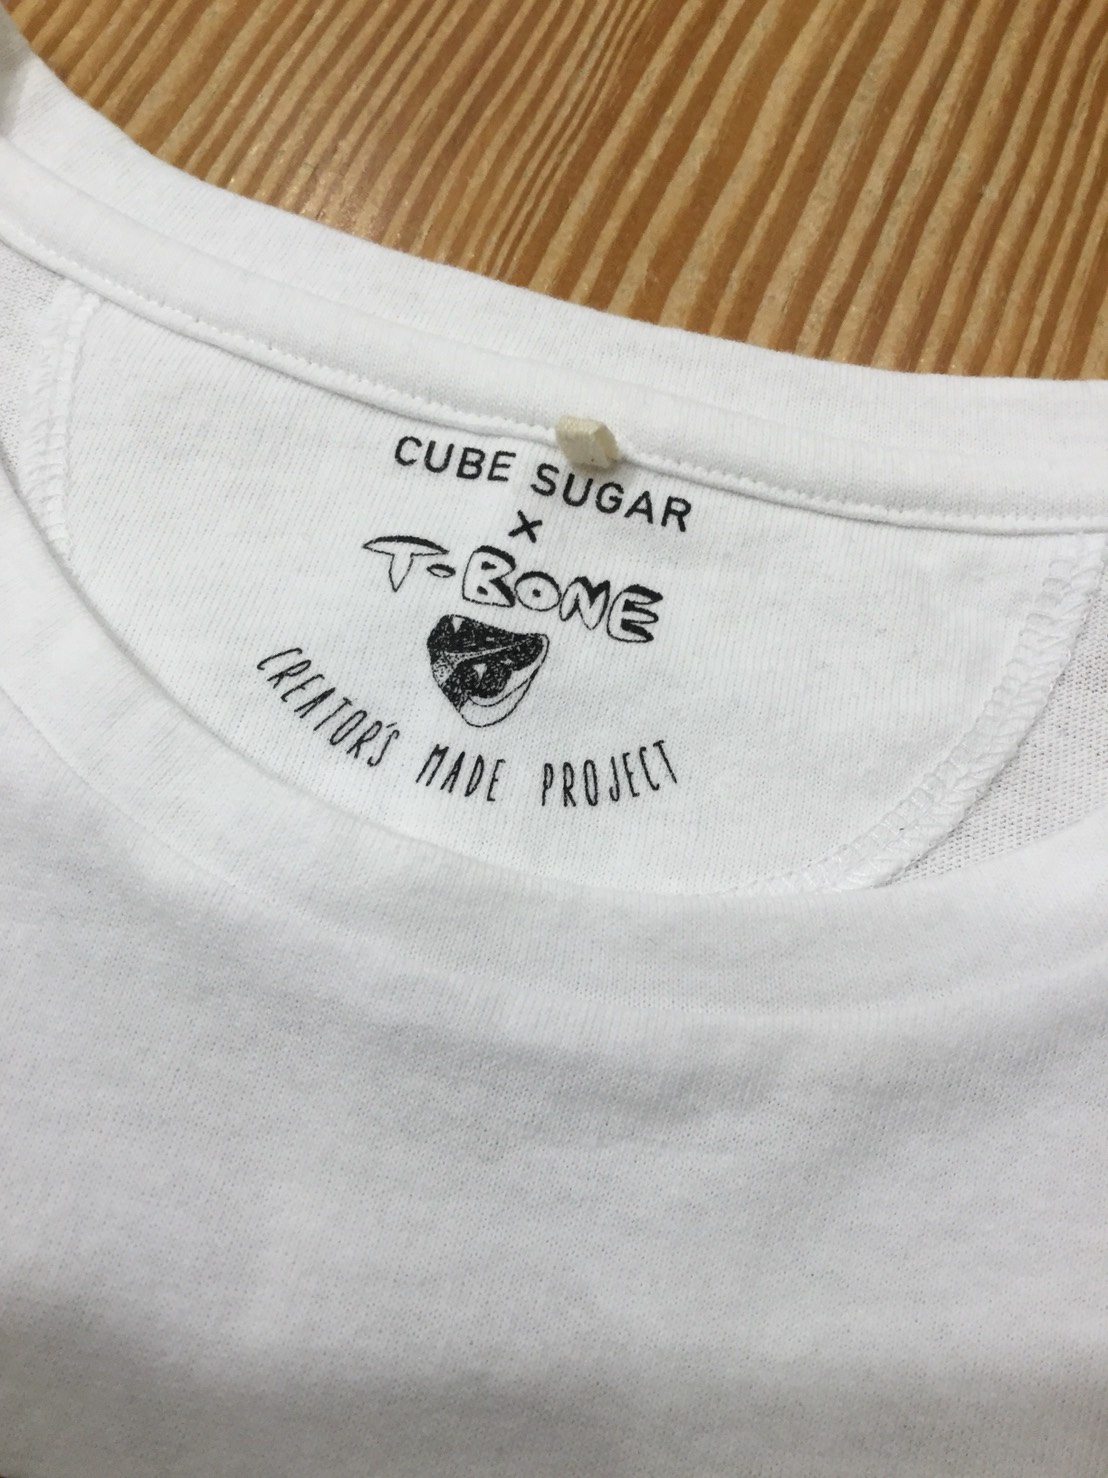 CUBE SUGAR
×
T-BONE
CREATOR'S MADE PROJECT